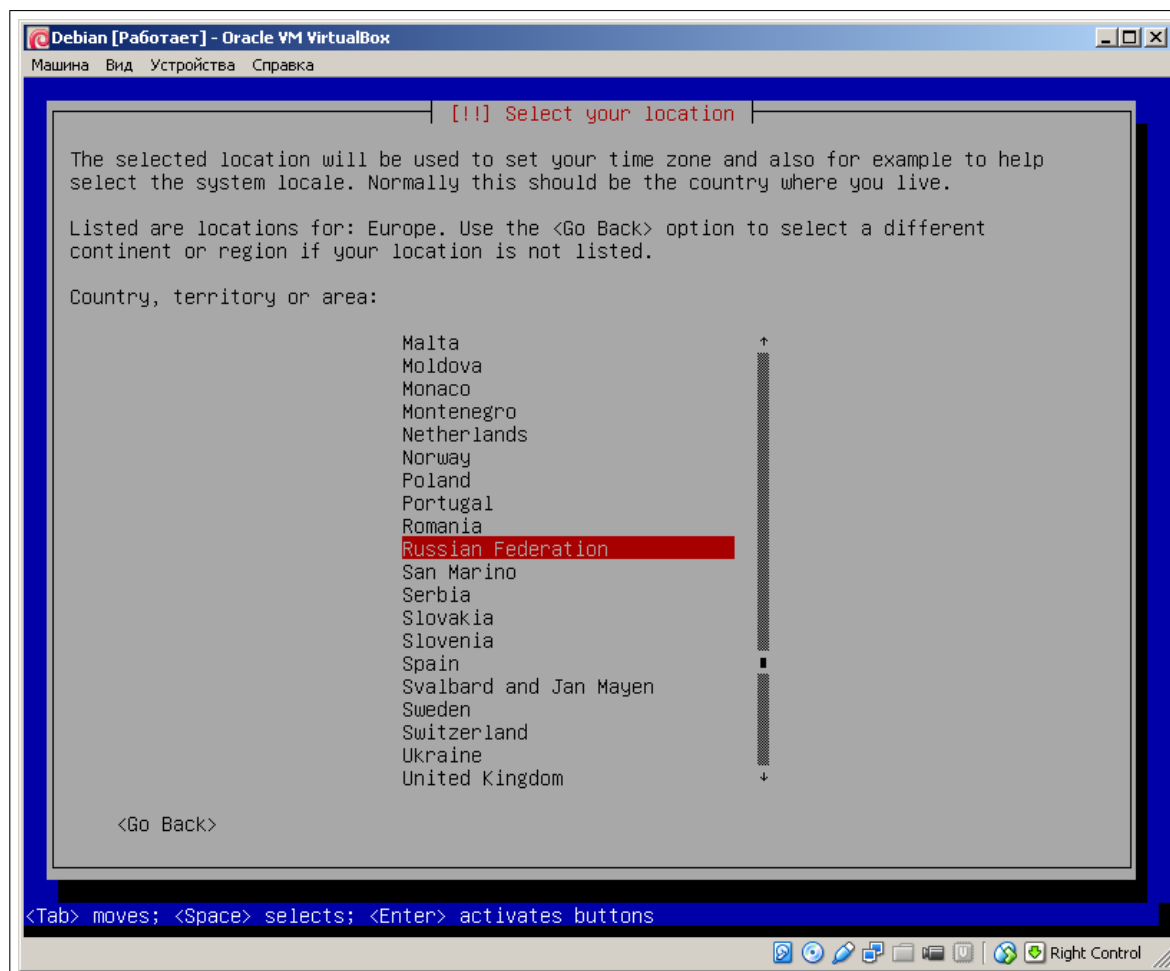 Debian [Работает] - Oracle VM VirtualBox
Машина Вид Устройства Справка
[!!] Select your location
The selected location will be used to set your time zone and also for example to help
select the system locale. Normally this should be the country where you live.
Listed are locations for: Europe. Use the <Go Back> option to select a different
continent or region if your location is not listed.
Country, territory or area:
Malta
Moldova
Monaco
Montenegro
Netherlands
Norway
Poland
Portugal
Romania
Russian Federation
San Marino
Serbia
Slovakia
Slovenia
Spain
Svalbard and Jan Mayen
Sweden
Switzerland
Ukraine
United Kingdom
<Go Back>
<Tab> moves; <Space> selects; <Enter> activates buttons
Right Control